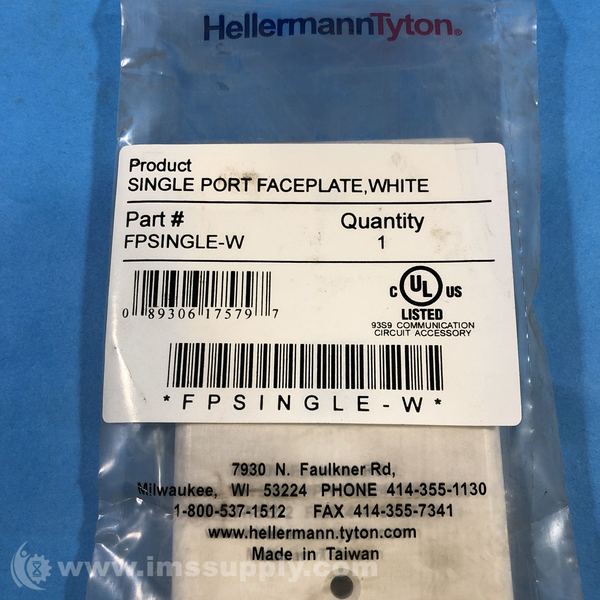 HellermannTyton®
Product
SINGLE PORT FACEPLATE,WHITE
Part # Quantity
FPSINGLE-W 1
0 89306 17579 7
C UL US
LISTED
93S9 COMMUNICATION
CIRCUIT ACCESSORY
*FPSINGLE-W*
7930 N. Faulkner Rd,
Milwaukee, WI 53224 PHONE 414-355-1130
1-800-537-1512 FAX 414-355-7341
www.hellermann.tyton.com
Made in Taiwan
www.imssupply.com